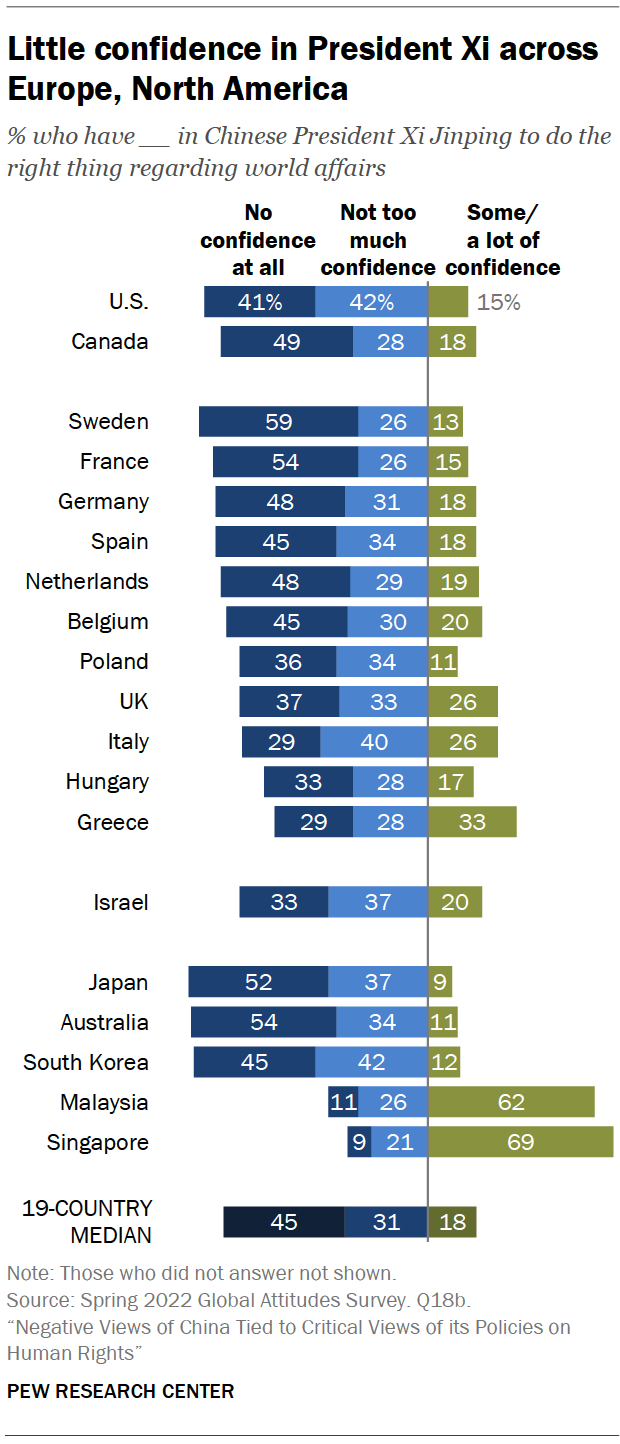 Little confidence in President Xi across
Europe, North America
% who have __ in Chinese President Xi Jinping to do the
right thing regarding world affairs
No confidence at all
Not too much confidence
Some/ a lot of confidence
U.S. 41% 42% 15%
Canada 49 28 18
Sweden 59 26 13
France 54 26 15
Germany 48 31 18
Spain 45 34 18
Netherlands 48 29 19
Belgium 45 30 20
Poland 36 34 11
UK 37 33 26
Italy 29 40 26
Hungary 33 28 17
Greece 29 28 33
Israel 33 37 20
Japan 52 37 9
Australia 54 34 11
South Korea 45 42 12
Malaysia 11 26 62
Singapore 9 21 69
19-COUNTRY
MEDIAN 45 31 18
Note: Those who did not answer not shown.
Source: Spring 2022 Global Attitudes Survey. Q18b.
“Negative Views of China Tied to Critical Views of its Policies on
Human Rights”
PEW RESEARCH CENTER